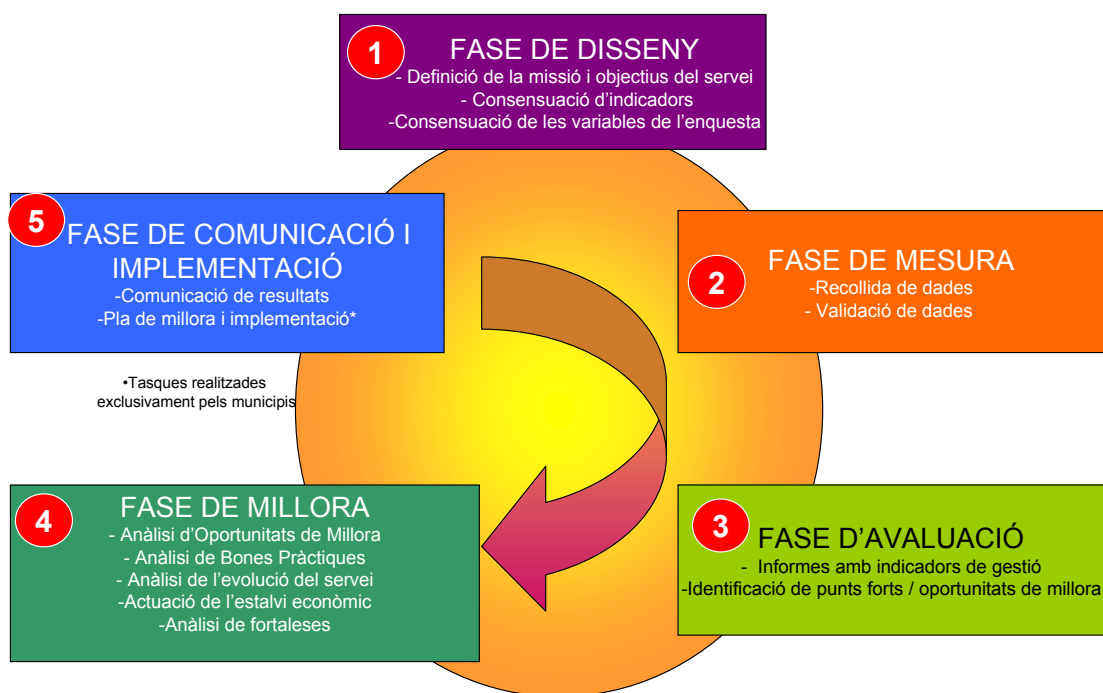 1
FASE DE DISSENY
- Definició de la missió i objectius del servei
- Consensuació d’indicadors
-Consensuació de les variables de l’enquesta
2
FASE DE MESURA
-Recollida de dades
- Validació de dades
3
FASE D’AVALUACIÓ
- Informes amb indicadors de gestió
-Identificació de punts forts / oportunitats de millora
4
FASE DE MILLORA
- Anàlisi d’Oportunitats de Millora
- Anàlisi de Bones Pràctiques
- Anàlisi de l’evolució del servei
-Actuació de l’estalvi econòmic
-Anàlisi de fortaleses
5
FASE DE COMUNICACIÓ I
IMPLEMENTACIÓ
-Comunicació de resultats
-Pla de millora i implementació*
•Tasques realitzades
exclusivament pels municipis